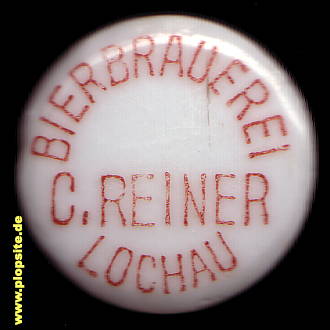 BIERBRAUEREI
C. REINER
LOCHAU
www.plopsite.de